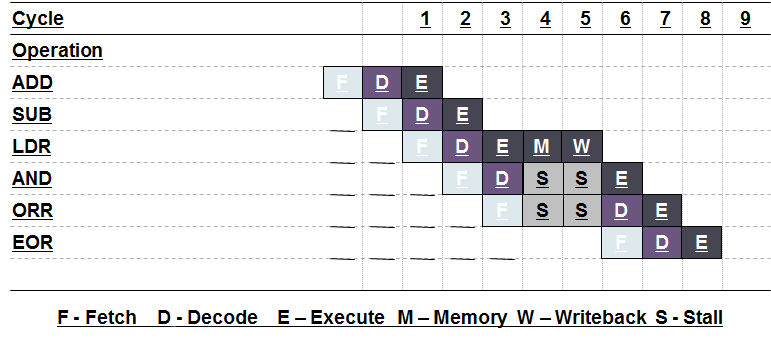 Cycle 1 2 3 4 5 6 7 8 9
Operation
ADD F D E
SUB F D E
LDR F D E M W
AND F D S S E
ORR F S S D E
EOR F D E
F - Fetch D - Decode E – Execute M – Memory W – Writeback S - Stall